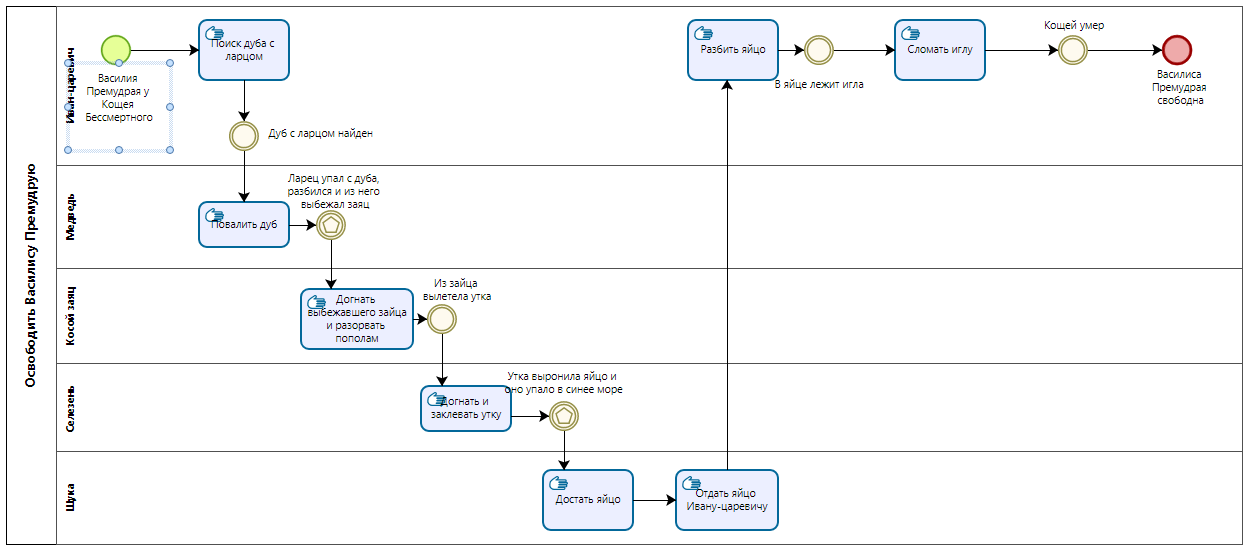 Освободить Василису Премудрую
Иван-царевич
Василия
Премудрая у
Кощея
Бессмертного
Поиск дуба с
ларцом
Дуб с ларцом найден
Разбить яйцо
В яйце лежит игла
Сломать иглу
Кощей умер
Василиса
Премудрая
свободна
Медведь
Повалить дуб
Ларец упал с дуба,
разбился и из него
выбежал заяц
Косой заяц
Догнать
выбежавшего зайца
и разорвать
пополам
Из зайца
вылетела утка
Селезень
Догнать и
заклевать утку
Утка выронила яйцо и
оно упало в синее море
Щука
Достать яйцо
Отдать яйцо
Ивану-царевичу